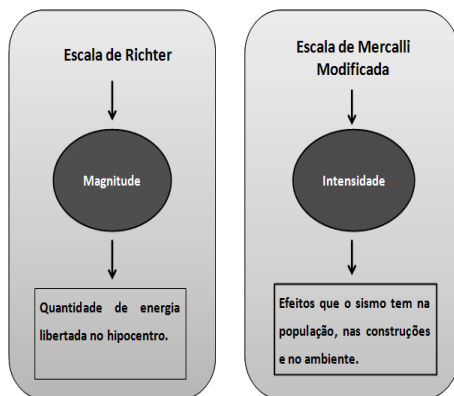 Escala de Richter
Magnitude
Quantidade de energia
libertada no hipocentro.
Escala de Mercalli
Modificada
Intensidade
Efeitos que o sismo tem na
população, nas construções
e no ambiente.